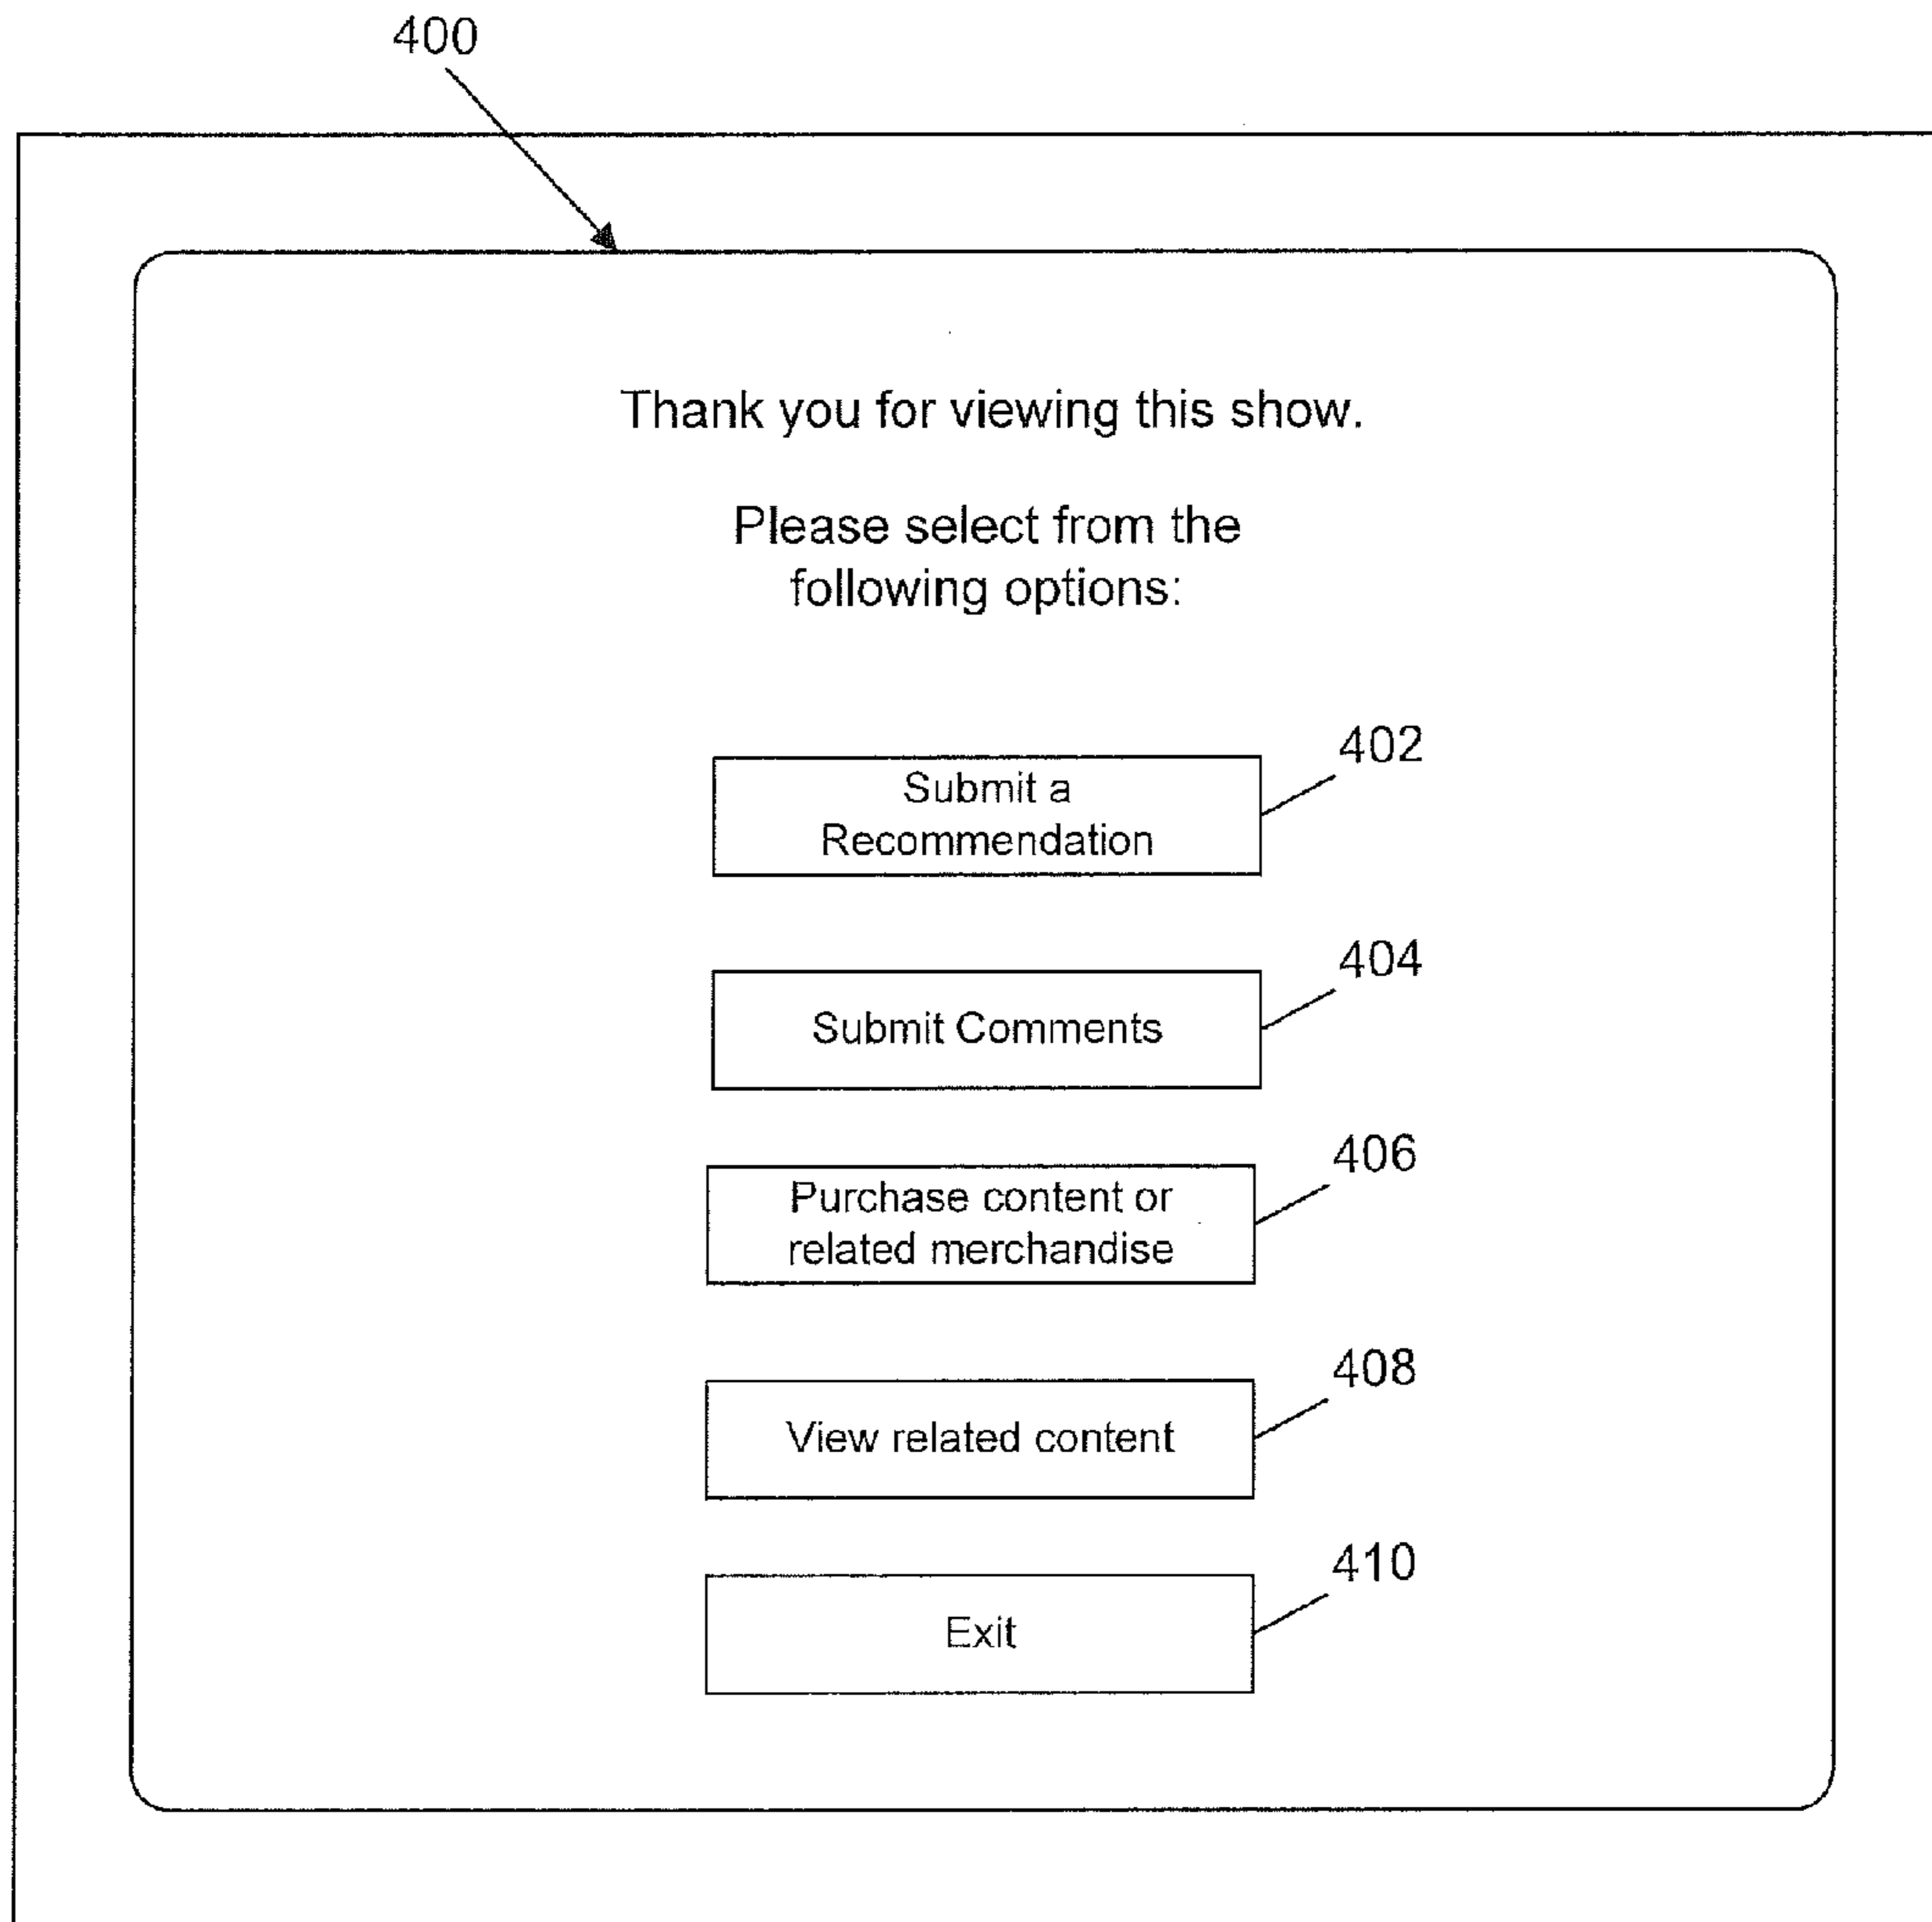 400
Thank you for viewing this show.
Please select from the
following options:
402
Submit a
Recommendation
404
Submit Comments
406
Purchase content or
related merchandise
408
View related content
410
Exit